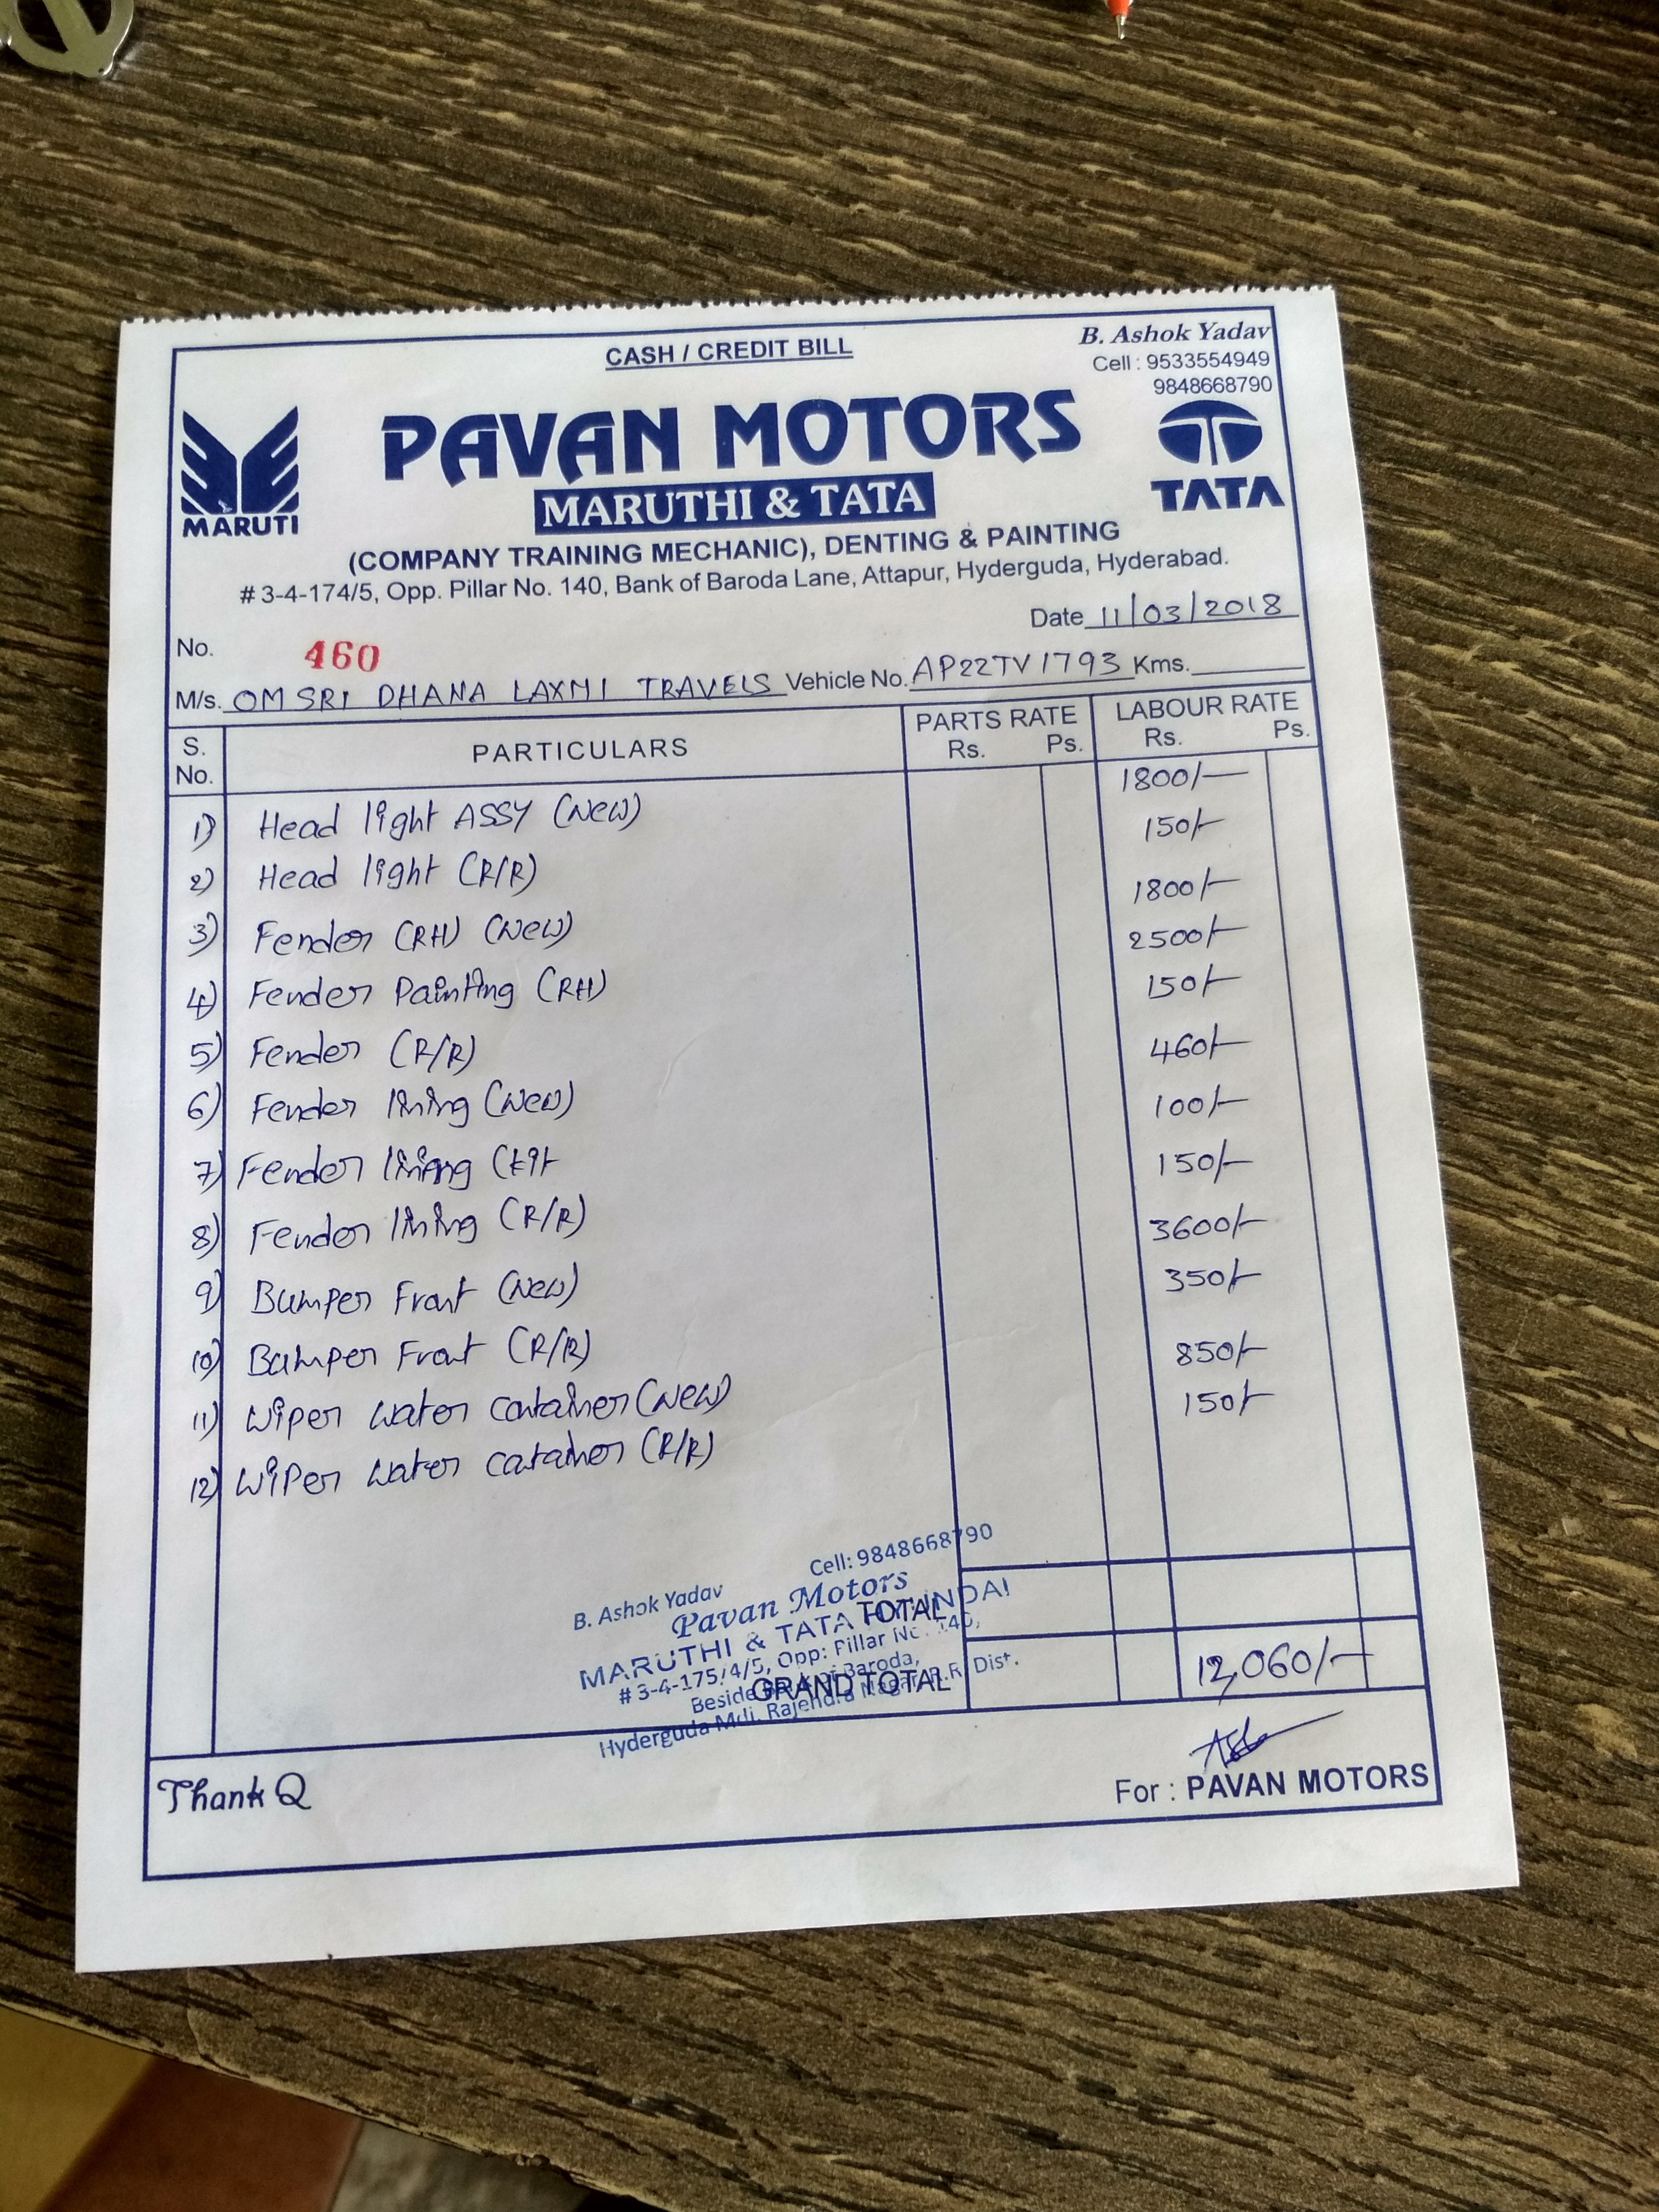 CASH / CREDIT BILL
B. Ashok Yadav
Cell : 9533554949
9848668790
MARUTI
PAVAN MOTORS
TATA
MARUTHI & TATA
(COMPANY TRAINING MECHANIC), DENTING & PAINTING
# 3-4-174/5, Opp. Pillar No. 140, Bank of Baroda Lane, Attapur, Hyderguda, Hyderabad.
Date 11/03/2018
No. 460
M/s. OM SRI DHANA LAXMI TRAVELS Vehicle No. AP22TV1793 Kms.
S. No. PARTICULARS PARTS RATE Rs. Ps. LABOUR RATE Rs. Ps.
1) Head light ASSY (New) 1800/-
2) Head light (R/R) 150/-
3) Fender (RH) (New) 1800/-
4) Fender Painting (RH) 2500/-
5) Fender (R/R) 150/-
6) Fender lining (New) 460/-
7) Fender lining (kit 100/-
8) Fender lining (R/R) 150/-
9) Bumper Front (New) 3600/-
10) Bumper Front (R/R) 350/-
11) Wiper water container (New) 850/-
12) Wiper water catainer (R/R) 150/-
B. Ashok Yadav Cell: 9848668790
Pavan Motors
MARUTHI & TATA
TOTAL
# 3-4-175/4/5, Opp: Pillar No. 140,
Beside Bank of Baroda,
GRAND TOTAL 12,060/-
Hyderguda Mdl. Rajendra Nagar R.R. Dist.
Thank Q
For : PAVAN MOTORS